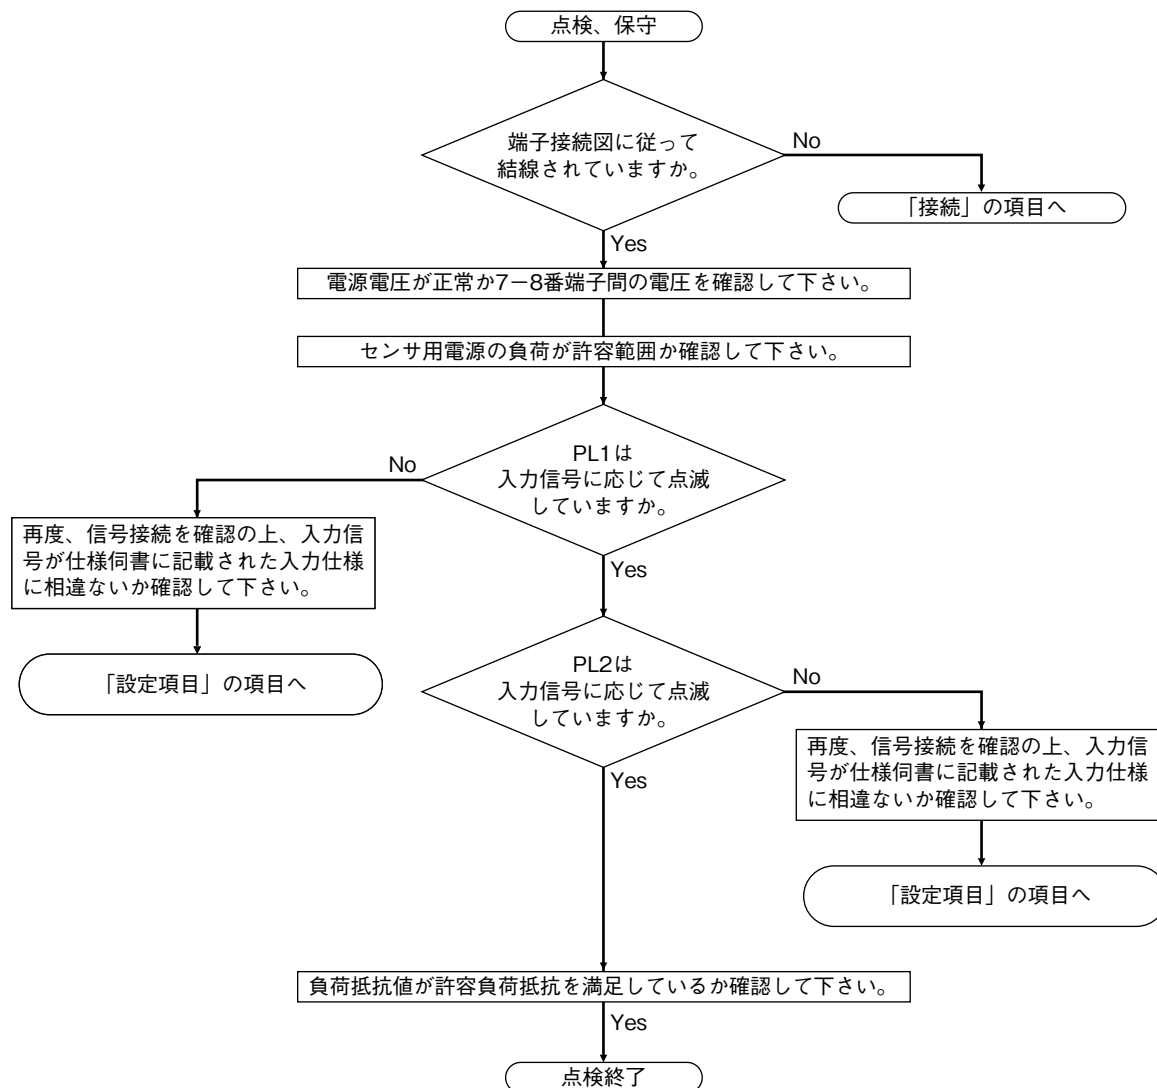 点検、保守
端子接続図に従って
結線されていますか。
No
「接続」の項目へ
Yes
電源電圧が正常か7−8番端子間の電圧を確認して下さい。
センサ用電源の負荷が許容範囲か確認して下さい。
PL1は
入力信号に応じて点滅
していますか。
No
再度、信号接続を確認の上、入力信
号が仕様伺書に記載された入力仕様
に相違ないか確認して下さい。
「設定項目」の項目へ
Yes
PL2は
入力信号に応じて点滅
していますか。
No
再度、信号接続を確認の上、入力信
号が仕様伺書に記載された入力仕様
に相違ないか確認して下さい。
「設定項目」の項目へ
Yes
負荷抵抗値が許容負荷抵抗を満足しているか確認して下さい。
Yes
点検終了